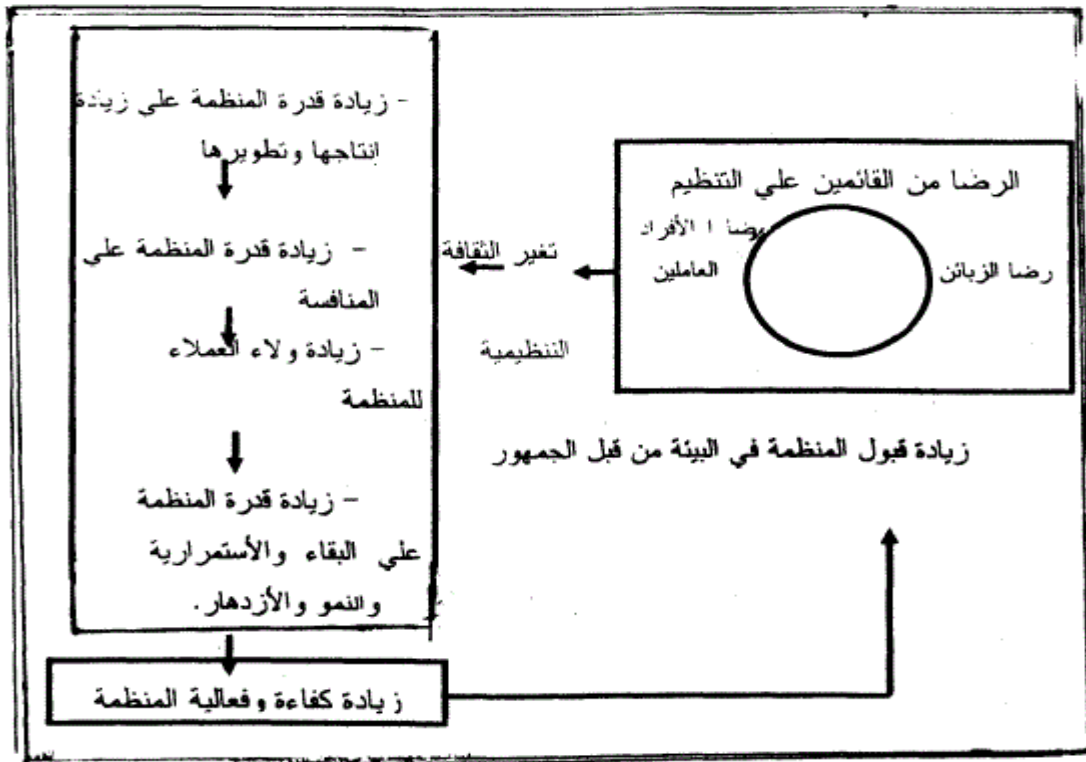 الرضا من القائمين علي التنظيم
رضا ا الأفراد
العاملين
رضا الزبائن
تغير الثقافة
التنظيمية
- زيادة قدرة المنظمة علي زيادة
انتاجها وتطويرها
- زيادة قدرة المنظمة علي
المنافسة
- زيادة ولاء العملاء
للمنظمة
- زيادة قدرة المنظمة
علي البقاء والأستمرارية
والنمو والأزدهار.
زيادة كفاءة وفعالية المنظمة
زيادة قبول المنظمة في البيئة من قبل الجمهور